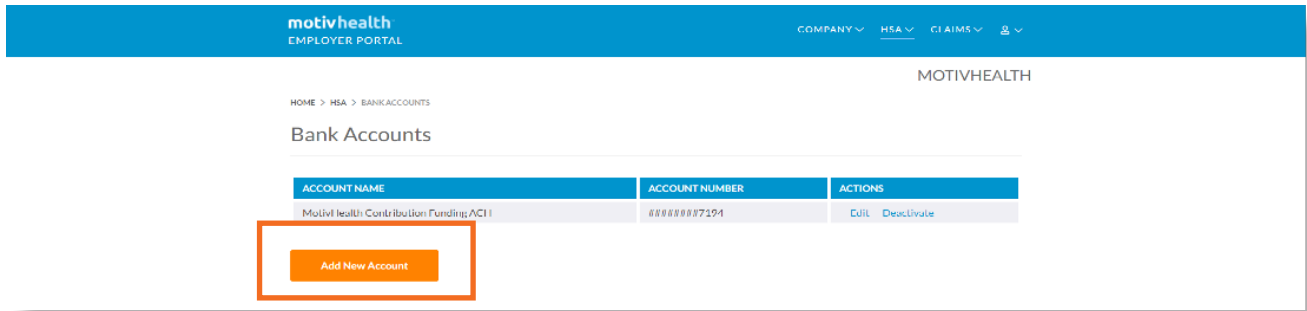 motivhealth
EMPLOYER PORTAL
COMPANY HSA CLAIMS
MOTIVHEALTH
HOME > HSA > BANK ACCOUNTS
Bank Accounts
ACCOUNT NAME ACCOUNT NUMBER ACTIONS
MotivHealth Contribution Funding ACH ########7194 Edit Deactivate
Add New Account